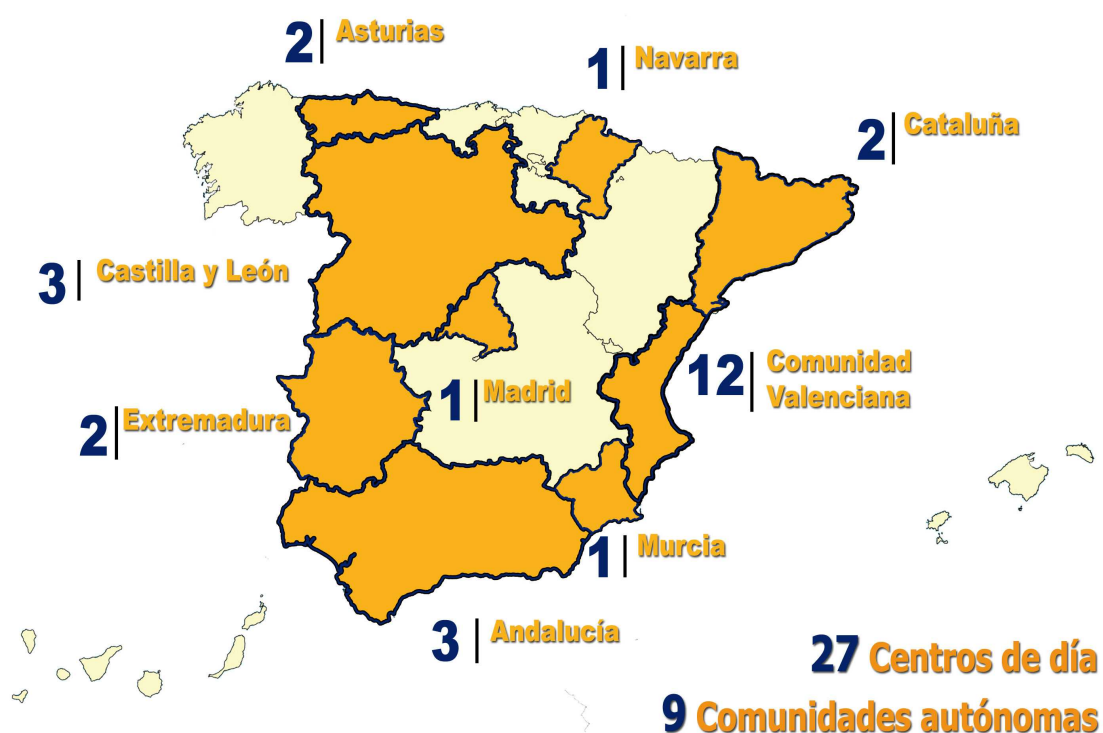 2 Asturias
1 Navarra
2 Cataluña
3 Castilla y León
12 Comunidad
Valenciana
1 Madrid
2 Extremadura
1 Murcia
3 Andalucía
27 Centros de día
9 Comunidades autónomas